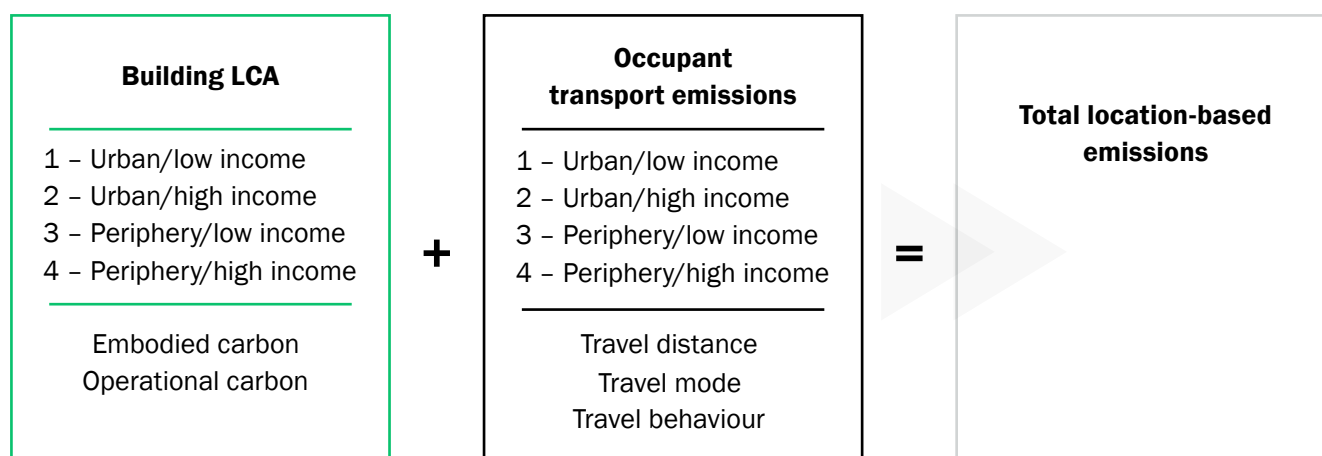 Building LCA
1 – Urban/low income
2 – Urban/high income
3 – Periphery/low income
4 – Periphery/high income
Embodied carbon
Operational carbon
+
Occupant
transport emissions
1 – Urban/low income
2 – Urban/high income
3 – Periphery/low income
4 – Periphery/high income
Travel distance
Travel mode
Travel behaviour
=
Total location-based
emissions